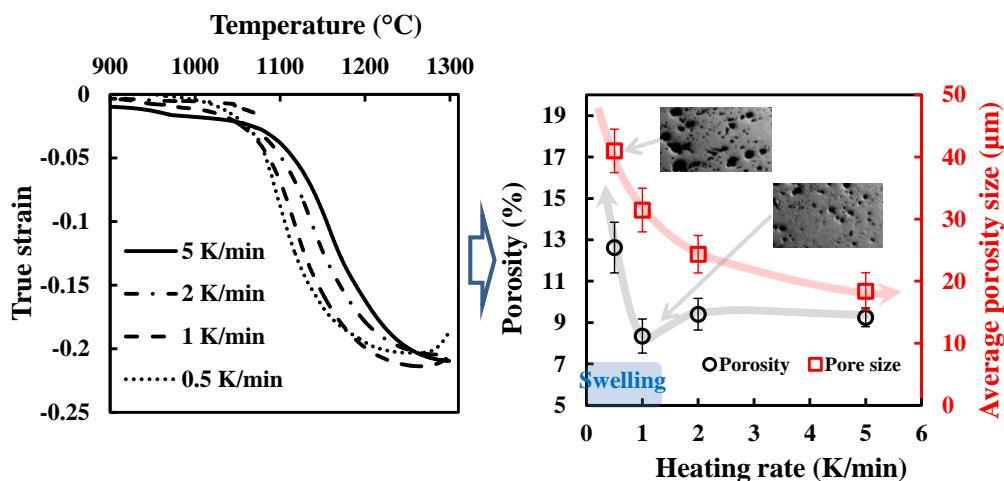 Temperature (°C)
900 1000 1100 1200 1300
True strain
0
-0.05
-0.1
-0.15
-0.2
-0.25
5 K/min
2 K/min
1 K/min
0.5 K/min
Porosity (%)
19
17
15
13
11
9
7
5
Swelling
Porosity Pore size
0 1 2 3 4 5 6
Heating rate (K/min)
50
40
30
20
10
0
Average porosity size (µm)